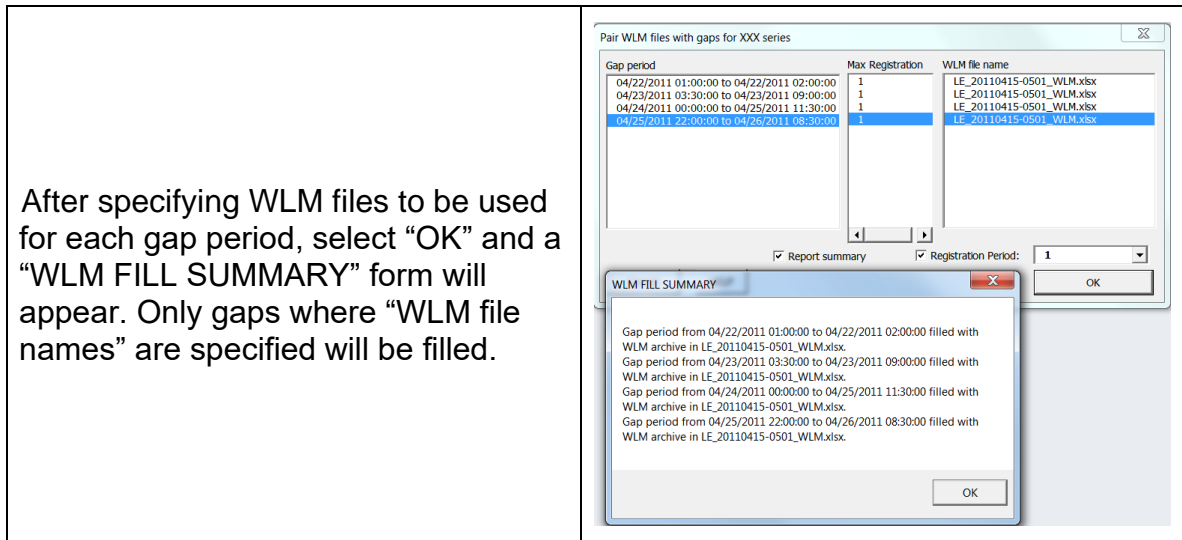 After specifying WLM files to be used
for each gap period, select “OK” and a
“WLM FILL SUMMARY” form will
appear. Only gaps where “WLM file
names” are specified will be filled.
Pair WLM files with gaps for XXX series
Gap period Max Registration WLM file name
04/22/2011 01:00:00 to 04/22/2011 02:00:00 1 LE_20110415-0501_WLM.xlsx
04/23/2011 03:30:00 to 04/23/2011 09:00:00 1 LE_20110415-0501_WLM.xlsx
04/24/2011 00:00:00 to 04/25/2011 11:30:00 1 LE_20110415-0501_WLM.xlsx
04/25/2011 22:00:00 to 04/26/2011 08:30:00 1 LE_20110415-0501_WLM.xlsx
Report summary Registration Period: 1
OK
WLM FILL SUMMARY
Gap period from 04/22/2011 01:00:00 to 04/22/2011 02:00:00 filled with
WLM archive in LE_20110415-0501_WLM.xlsx.
Gap period from 04/23/2011 03:30:00 to 04/23/2011 09:00:00 filled with
WLM archive in LE_20110415-0501_WLM.xlsx.
Gap period from 04/24/2011 00:00:00 to 04/25/2011 11:30:00 filled with
WLM archive in LE_20110415-0501_WLM.xlsx.
Gap period from 04/25/2011 22:00:00 to 04/26/2011 08:30:00 filled with
WLM archive in LE_20110415-0501_WLM.xlsx.
OK